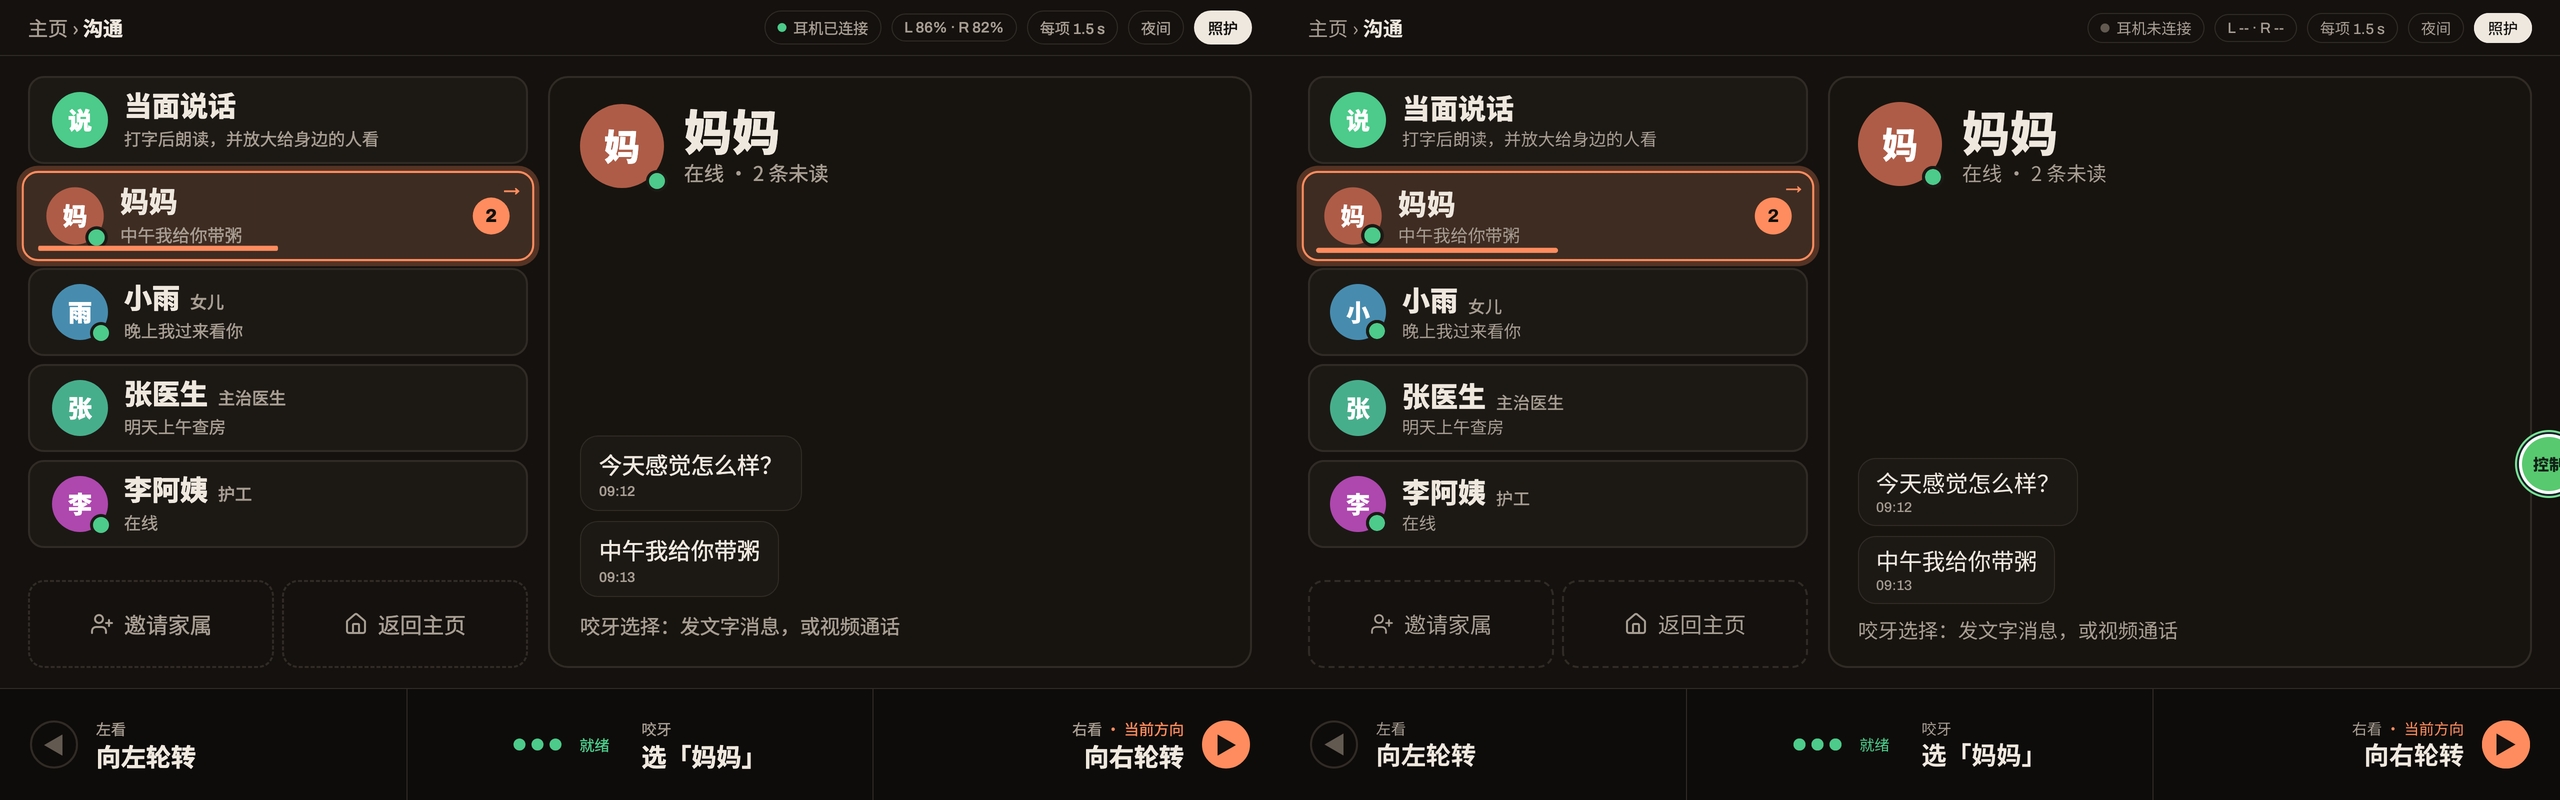 主页 › 沟通
耳机已连接
L 86% · R 82%
每项 1.5 s
夜间
照护
说
当面说话
打字后朗读，并放大给身边的人看
妈
妈妈
中午我给你带粥
→
2
雨
小雨 女儿
晚上我过来看你
张
张医生 主治医生
明天上午查房
李
李阿姨 护工
在线
邀请家属
返回主页
妈
妈妈
在线 · 2 条未读
今天感觉怎么样？
09:12
中午我给你带粥
09:13
咬牙选择：发文字消息，或视频通话
左看
向左轮转
就绪
咬牙
选「妈妈」
右看 · 当前方向
向右轮转
主页 › 沟通
耳机未连接
L -- · R --
每项 1.5 s
夜间
照护
说
当面说话
打字后朗读，并放大给身边的人看
妈
妈妈
中午我给你带粥
→
2
小
小雨 女儿
晚上我过来看你
张
张医生 主治医生
明天上午查房
李
李阿姨 护工
在线
邀请家属
返回主页
妈
妈妈
在线 · 2 条未读
今天感觉怎么样？
09:12
中午我给你带粥
09:13
咬牙选择：发文字消息，或视频通话
控制
左看
向左轮转
就绪
咬牙
选「妈妈」
右看 · 当前方向
向右轮转